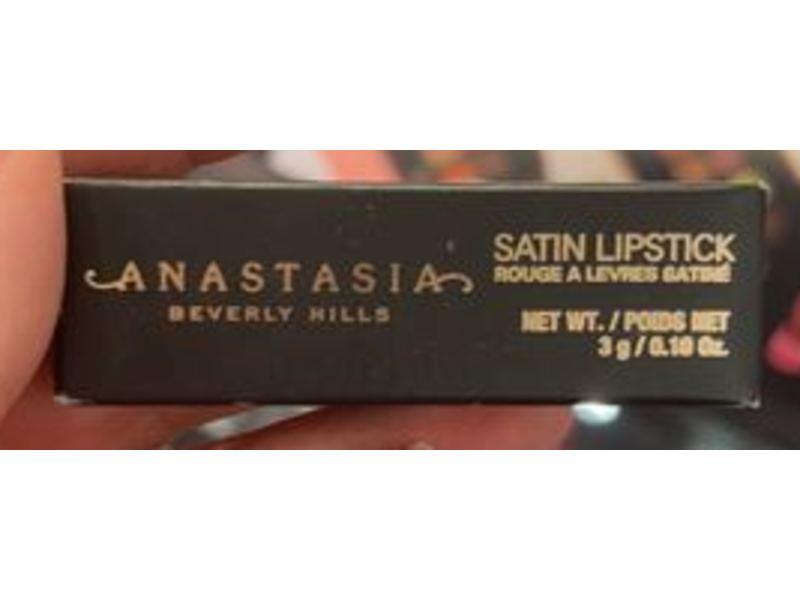 ANASTASIA
BEVERLY HILLS
SATIN LIPSTICK
ROUGE A LEVRES SATINÉ
NET WT. / POIDS NET
3 g / 0.10 Oz.